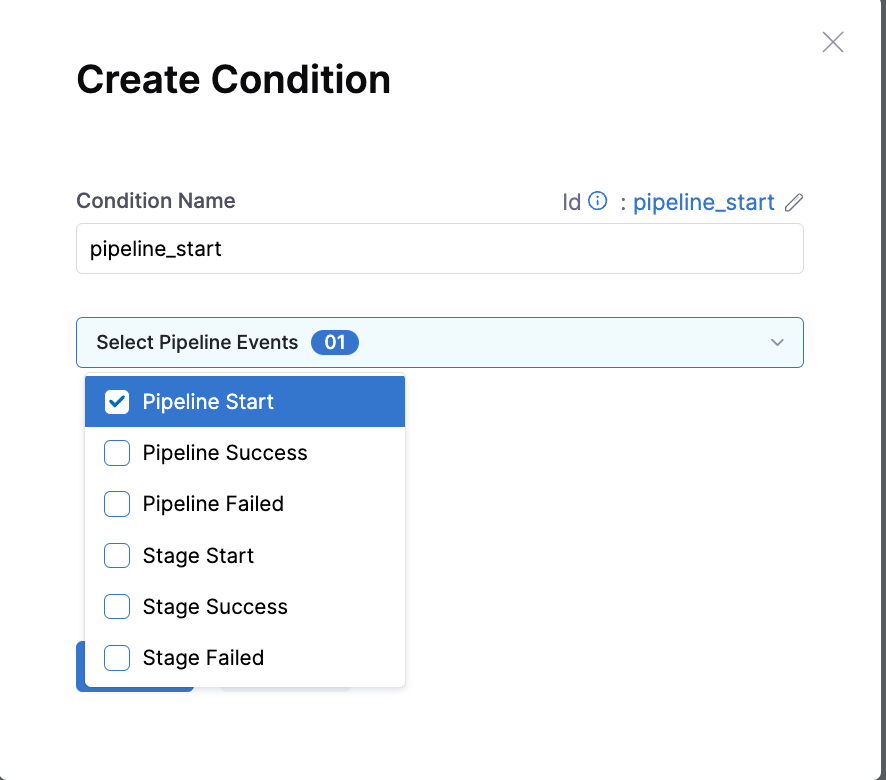 Create Condition
Condition Name
Id : pipeline_start
pipeline_start
Select Pipeline Events 01
Pipeline Start
Pipeline Success
Pipeline Failed
Stage Start
Stage Success
Stage Failed